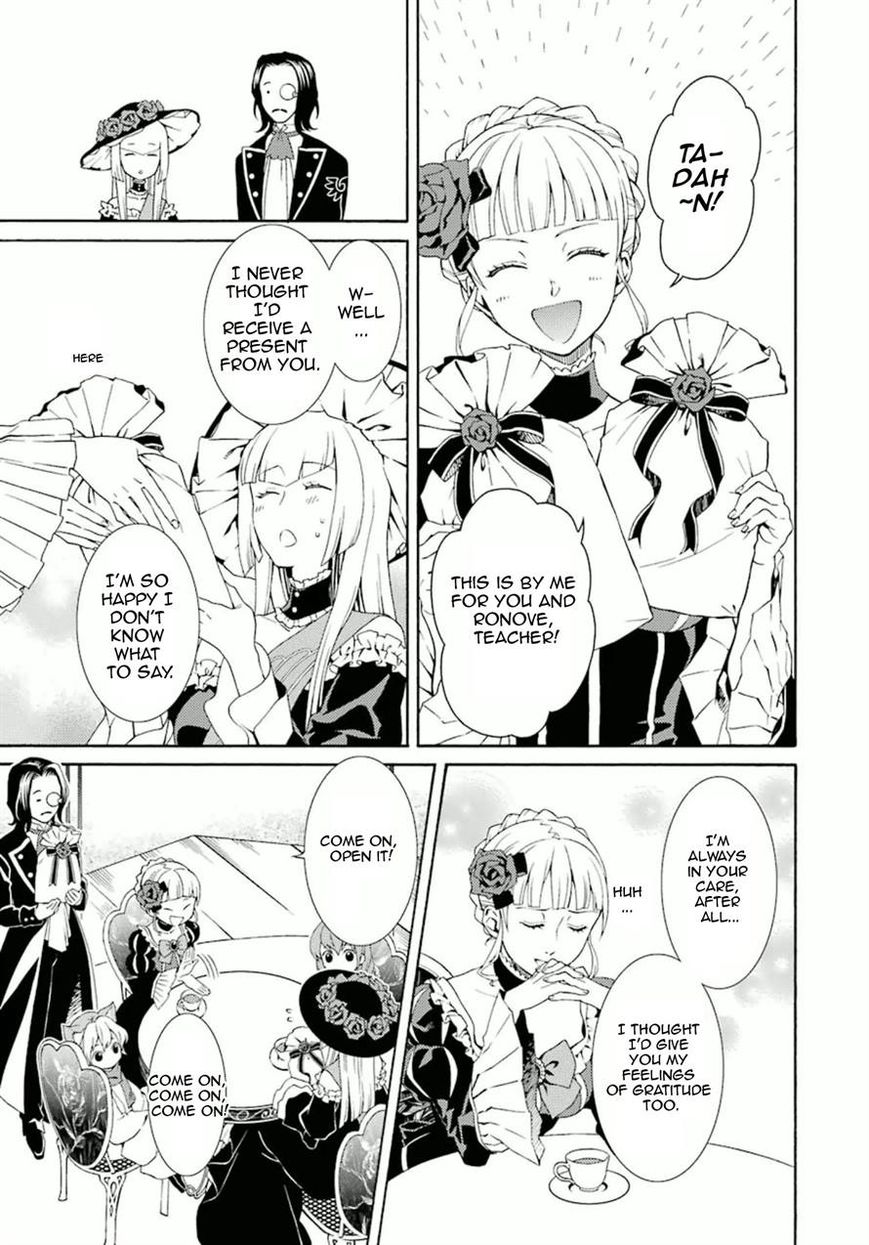 TA-
DAH
~N!
THIS IS BY ME
FOR YOU AND
RONOVE,
TEACHER!
W-
WELL
...
I NEVER
THOUGHT
I'D
RECEIVE A
PRESENT
FROM YOU.
HERE
I'M SO
HAPPY I
DON'T
KNOW
WHAT
TO SAY.
I'M
ALWAYS
IN YOUR
CARE,
AFTER
ALL...
HUH
...
I THOUGHT
I'D GIVE
YOU MY
FEELINGS
OF GRATITUDE
TOO.
COME ON,
OPEN IT!
COME ON,
COME ON,
COME ON!